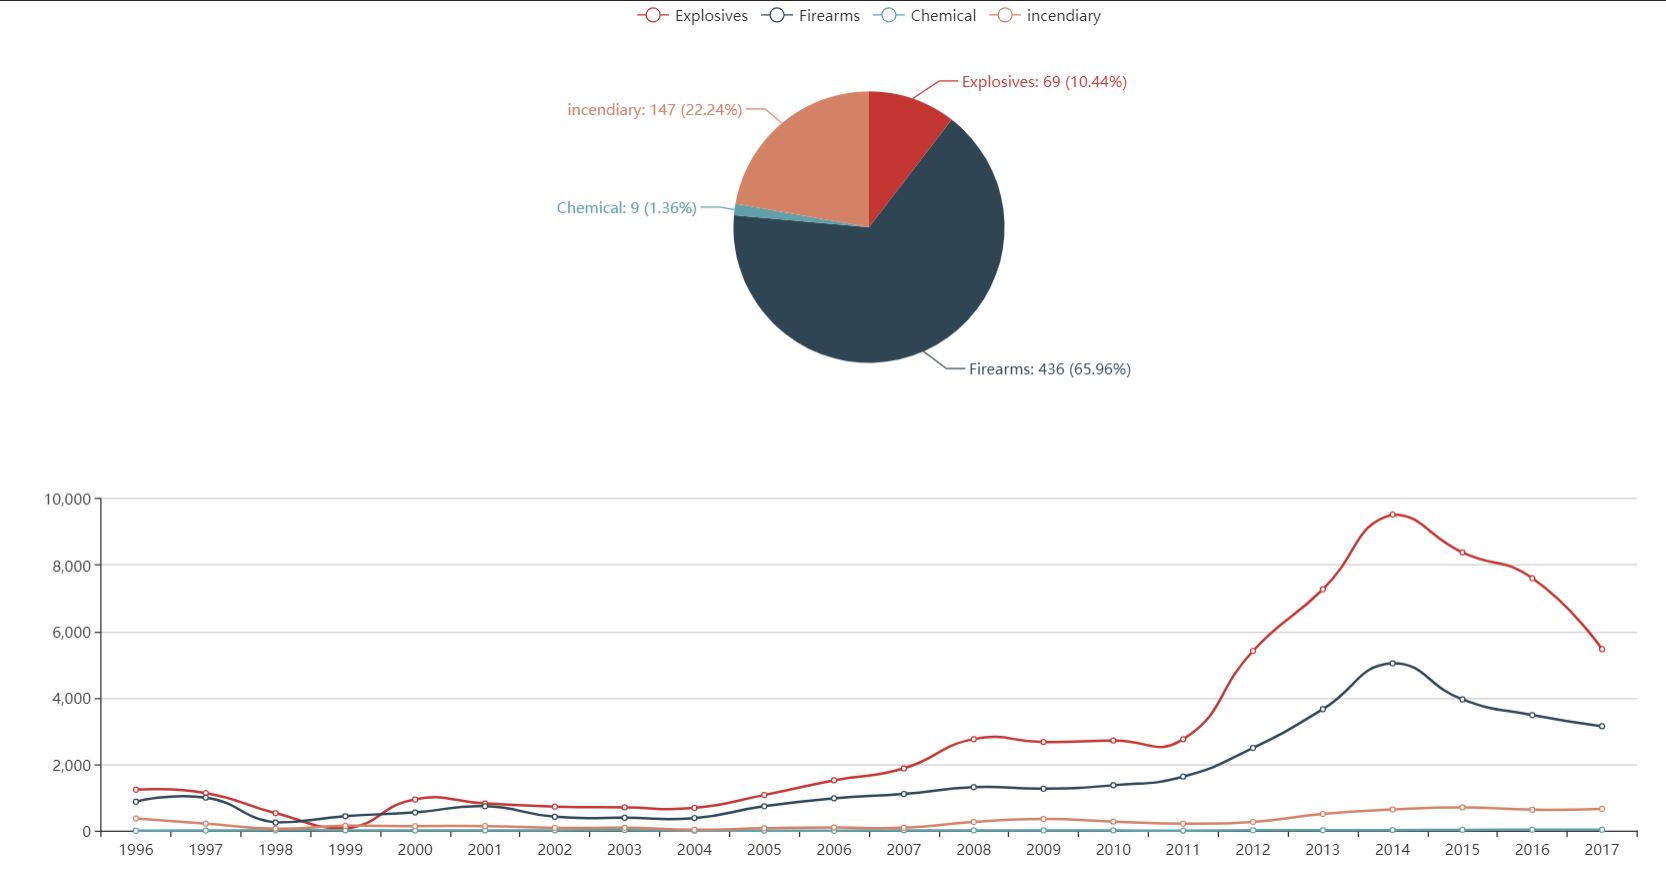 Explosives Firearms Chemical incendiary
Explosives: 69 (10.44%)
incendiary: 147 (22.24%)
Chemical: 9 (1.36%)
Firearms: 436 (65.96%)
10,000
8,000
6,000
4,000
2,000
0
1996 1997 1998 1999 2000 2001 2002 2003 2004 2005 2006 2007 2008 2009 2010 2011 2012 2013 2014 2015 2016 2017